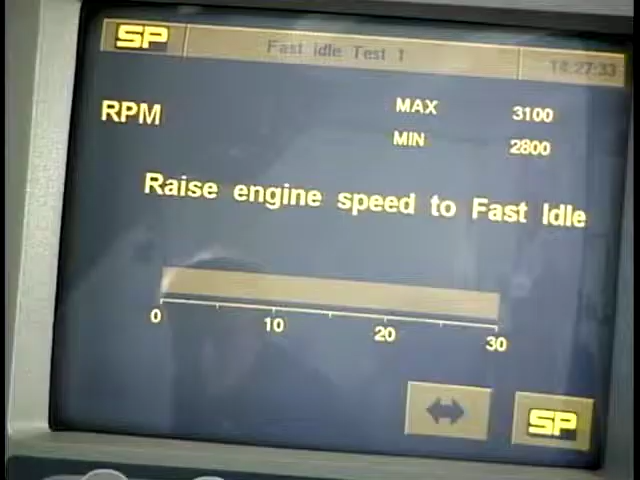 SP Fast Idle Test 1 14:27:33
RPM MAX 3100
MIN 2800
Raise engine speed to Fast Idle
0 10 20 30
SP